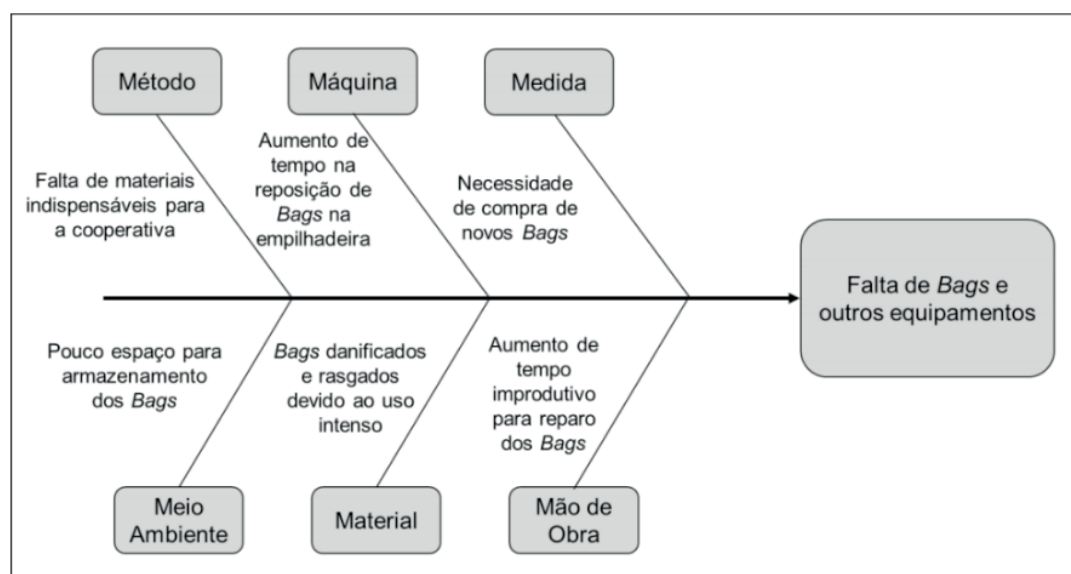 Método
Máquina
Medida
Falta de materiais
indispensáveis para
a cooperativa
Aumento de
tempo na
reposição de
Bags na
empilhadeira
Necessidade
de compra de
novos Bags
Falta de Bags e
outros equipamentos
Pouco espaço para
armazenamento
dos Bags
Bags danificados
e rasgados
devido ao uso
intenso
Aumento de
tempo
improdutivo
para reparo
dos Bags
Meio
Ambiente
Material
Mão de
Obra